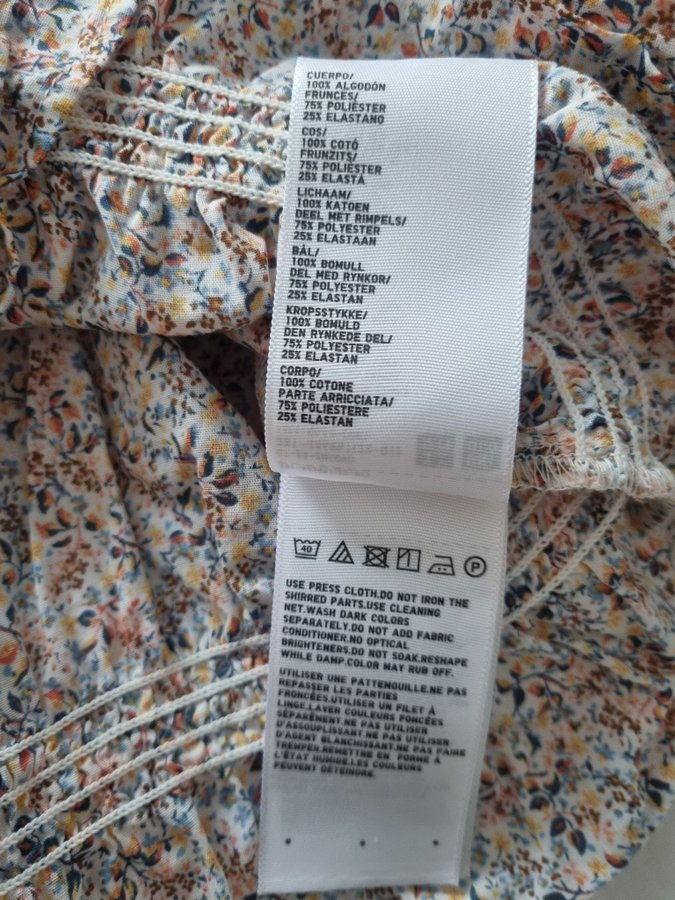 CUERPO/
100% ALGODÓN
FRUNCES/
75% POLIÉSTER
25% ELASTANO
COS/
100% COTÓ
FRUNZITS/
75% POLIÈSTER
25% ELASTÀ
LICHAAM/
100% KATOEN
DEEL MET RIMPELS/
75% POLYESTER
25% ELASTAAN
BÅL/
100% BOMULL
DEL MED RYNKOR/
75% POLYESTER
25% ELASTAN
KROPSSTYKKE/
100% BOMULD
DEN RYNKEDE DEL/
75% POLYESTER
25% ELASTAN
CORPO/
100% COTONE
PARTE ARRICCIATA/
75% POLIESTERE
25% ELASTAN
40
P
USE PRESS CLOTH.DO NOT IRON THE
SHIRRED PARTS.USE CLEANING
NET.WASH DARK COLORS
SEPARATELY.DO NOT ADD FABRIC
CONDITIONER.NO OPTICAL
BRIGHTENERS.DO NOT SOAK.RESHAPE
WHILE DAMP.COLOR MAY RUB OFF.
UTILISER UNE PATTENOUILLE.NE PAS
REPASSER LES PARTIES
FRONCÉES.UTILISER UN FILET À
LINGE.LAVER COULEURS FONCÉES
SÉPARÉMENT.NE PAS UTILISER
D'ASSOUPLISSANT.NE PAS UTILISER
D'AGENT BLANCHISSANT.NE PAS FAIRE
TREMPER.REMETTRE EN FORME À
L'ÉTAT HUMIDE.LES COULEURS
PEUVENT DÉTEINDRE.